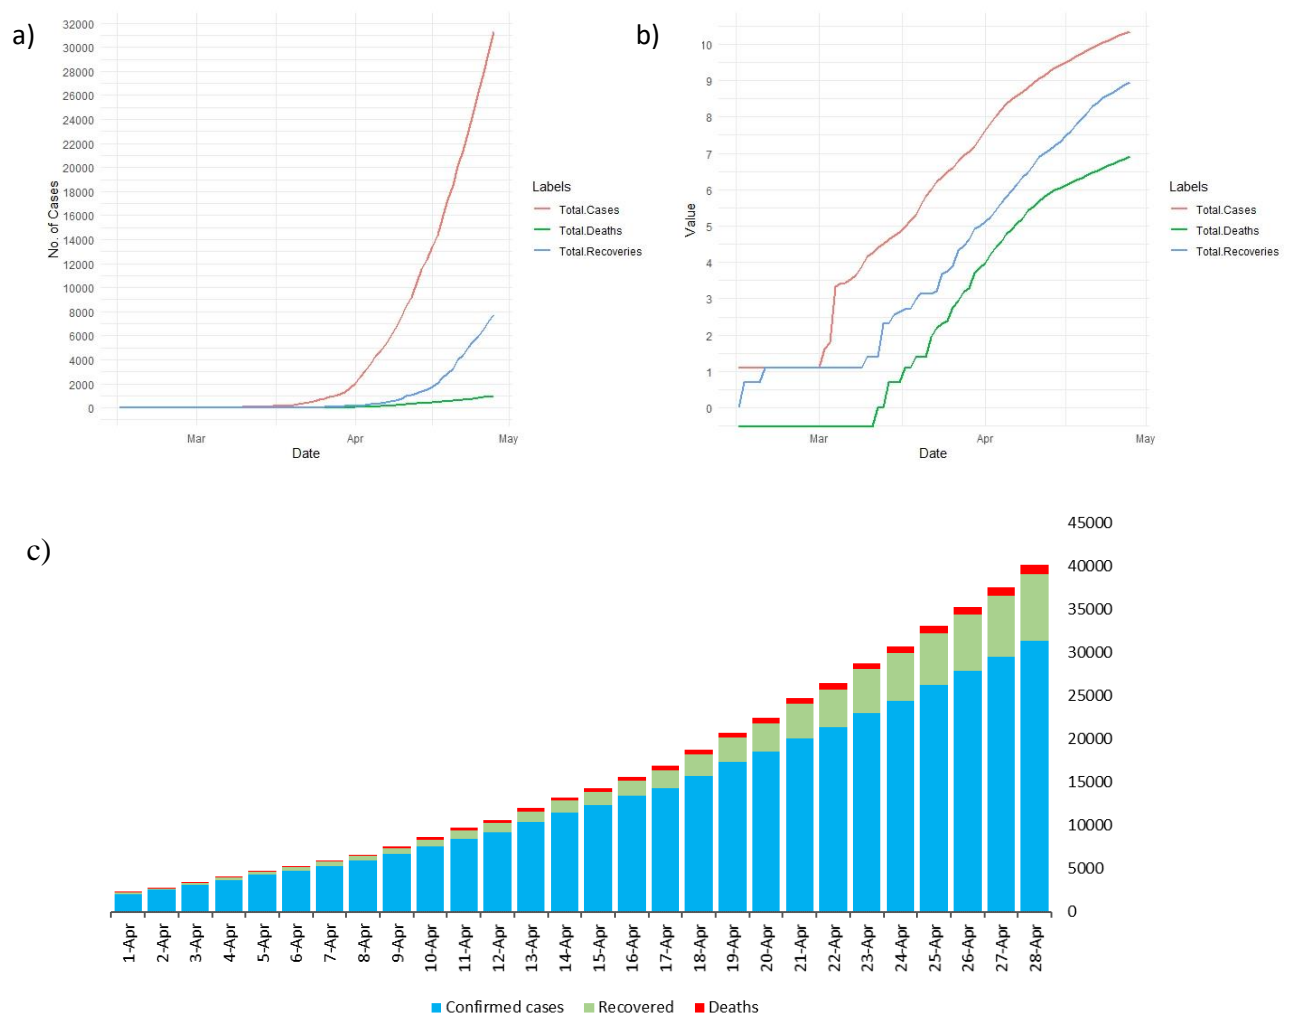 a)
32000
30000
28000
26000
24000
22000
20000
18000
16000
14000
12000
10000
8000
6000
4000
2000
0
No. of Cases
Mar Apr May
Date
Labels
Total.Cases
Total.Deaths
Total.Recoveries
b)
10
9
8
7
6
5
4
3
2
1
0
Value
Mar Apr May
Date
Labels
Total.Cases
Total.Deaths
Total.Recoveries
c)
45000
40000
35000
30000
25000
20000
15000
10000
5000
0
1-Apr
2-Apr
3-Apr
4-Apr
5-Apr
6-Apr
7-Apr
8-Apr
9-Apr
10-Apr
11-Apr
12-Apr
13-Apr
14-Apr
15-Apr
16-Apr
17-Apr
18-Apr
19-Apr
20-Apr
21-Apr
22-Apr
23-Apr
24-Apr
25-Apr
26-Apr
27-Apr
28-Apr
Confirmed cases Recovered Deaths